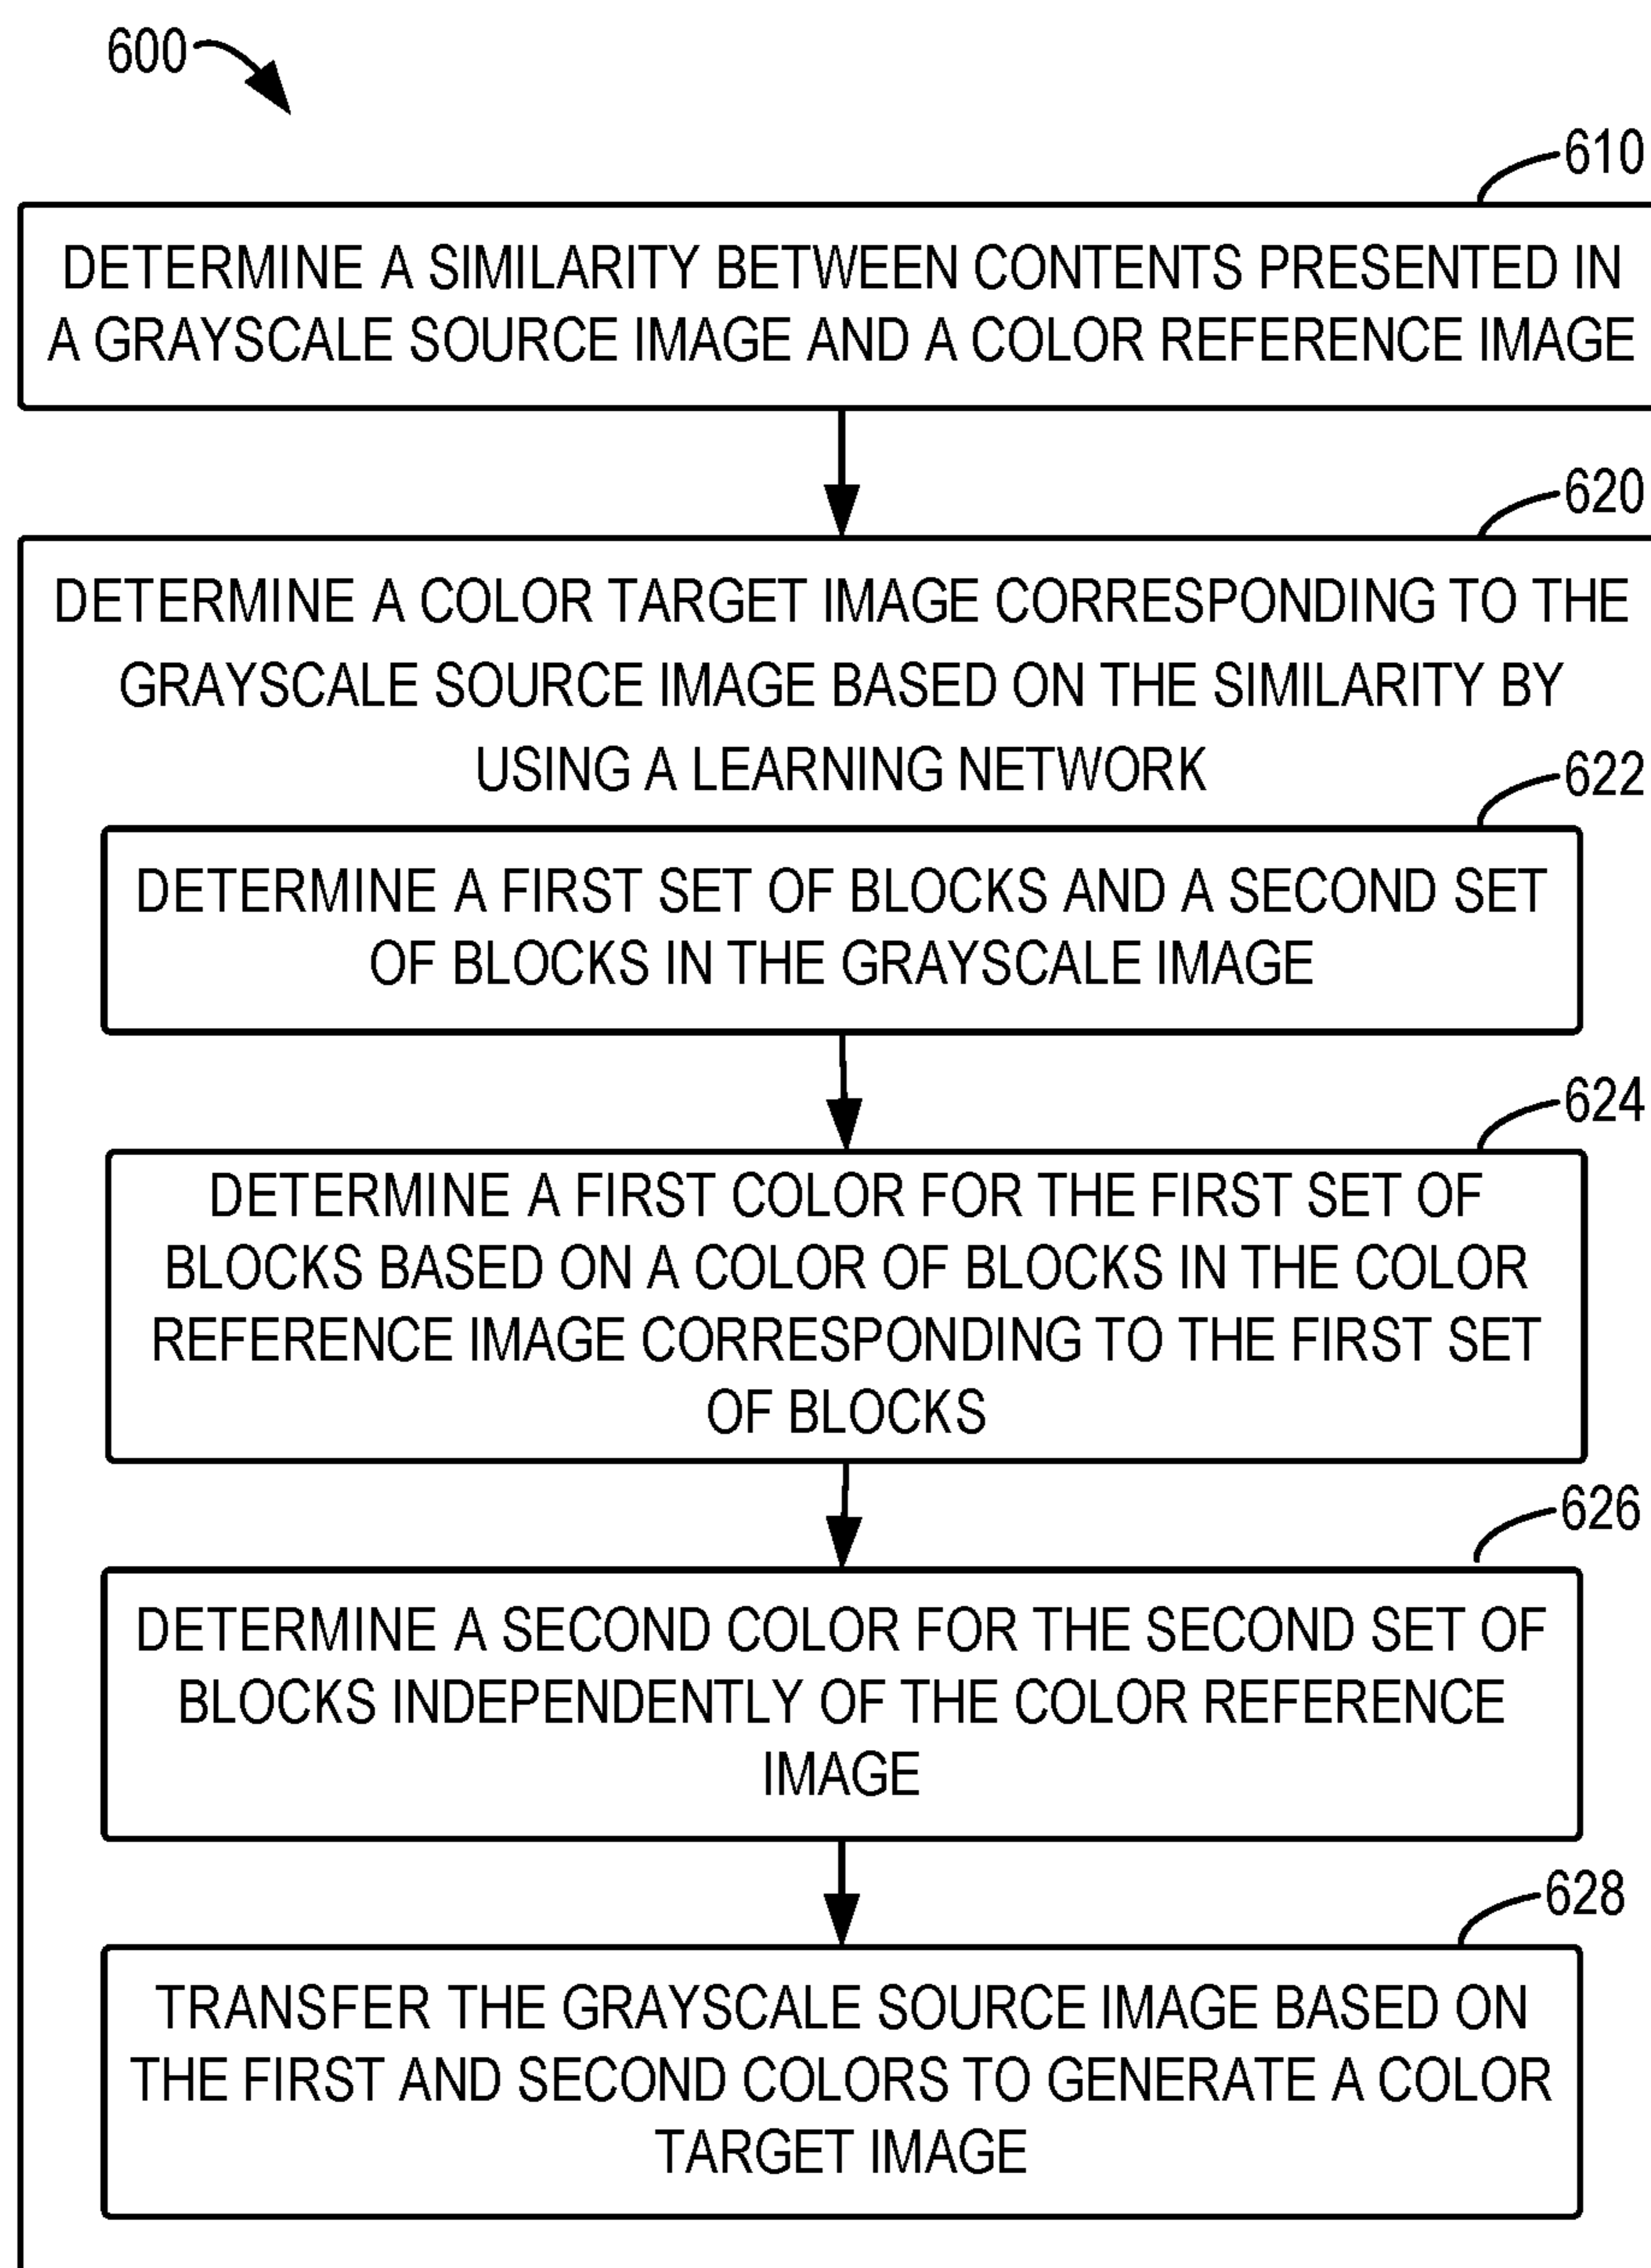 600
610
DETERMINE A SIMILARITY BETWEEN CONTENTS PRESENTED IN
A GRAYSCALE SOURCE IMAGE AND A COLOR REFERENCE IMAGE
620
DETERMINE A COLOR TARGET IMAGE CORRESPONDING TO THE
GRAYSCALE SOURCE IMAGE BASED ON THE SIMILARITY BY
USING A LEARNING NETWORK
622
DETERMINE A FIRST SET OF BLOCKS AND A SECOND SET
OF BLOCKS IN THE GRAYSCALE IMAGE
624
DETERMINE A FIRST COLOR FOR THE FIRST SET OF
BLOCKS BASED ON A COLOR OF BLOCKS IN THE COLOR
REFERENCE IMAGE CORRESPONDING TO THE FIRST SET
OF BLOCKS
626
DETERMINE A SECOND COLOR FOR THE SECOND SET OF
BLOCKS INDEPENDENTLY OF THE COLOR REFERENCE
IMAGE
628
TRANSFER THE GRAYSCALE SOURCE IMAGE BASED ON
THE FIRST AND SECOND COLORS TO GENERATE A COLOR
TARGET IMAGE